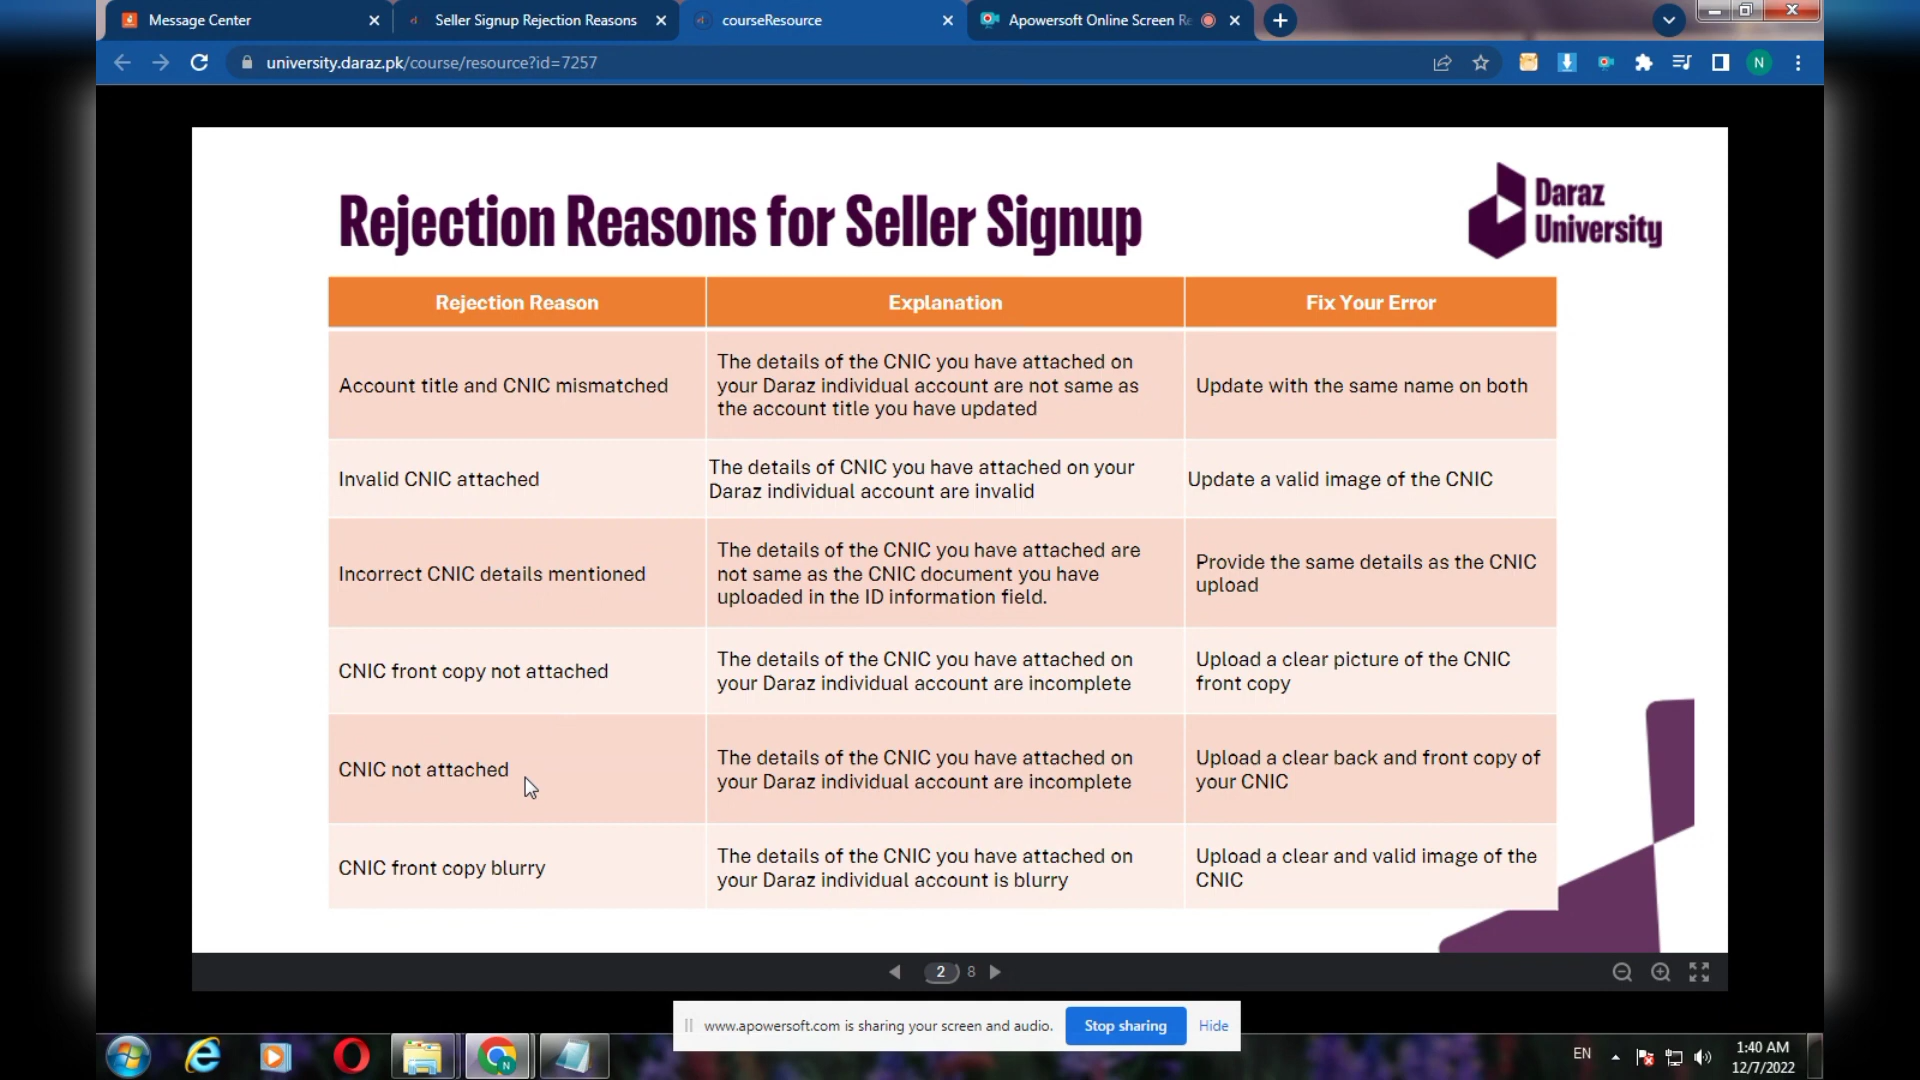 Message Center
Seller Signup Rejection Reasons
courseResource
Apowersoft Online Screen Re
university.daraz.pk/course/resource?id=7257
N
Rejection Reasons for Seller Signup
Daraz
University
Rejection Reason
Explanation
Fix Your Error
Account title and CNIC mismatched
The details of the CNIC you have attached on
your Daraz individual account are not same as
the account title you have updated
Update with the same name on both
Invalid CNIC attached
The details of CNIC you have attached on your
Daraz individual account are invalid
Update a valid image of the CNIC
Incorrect CNIC details mentioned
The details of the CNIC you have attached are
not same as the CNIC document you have
uploaded in the ID information field.
Provide the same details as the CNIC
upload
CNIC front copy not attached
The details of the CNIC you have attached on
your Daraz individual account are incomplete
Upload a clear picture of the CNIC
front copy
CNIC not attached
The details of the CNIC you have attached on
your Daraz individual account are incomplete
Upload a clear back and front copy of
your CNIC
CNIC front copy blurry
The details of the CNIC you have attached on
your Daraz individual account is blurry
Upload a clear and valid image of the
CNIC
2 8
www.apowersoft.com is sharing your screen and audio.
Stop sharing
Hide
N
EN
1:40 AM
12/7/2022